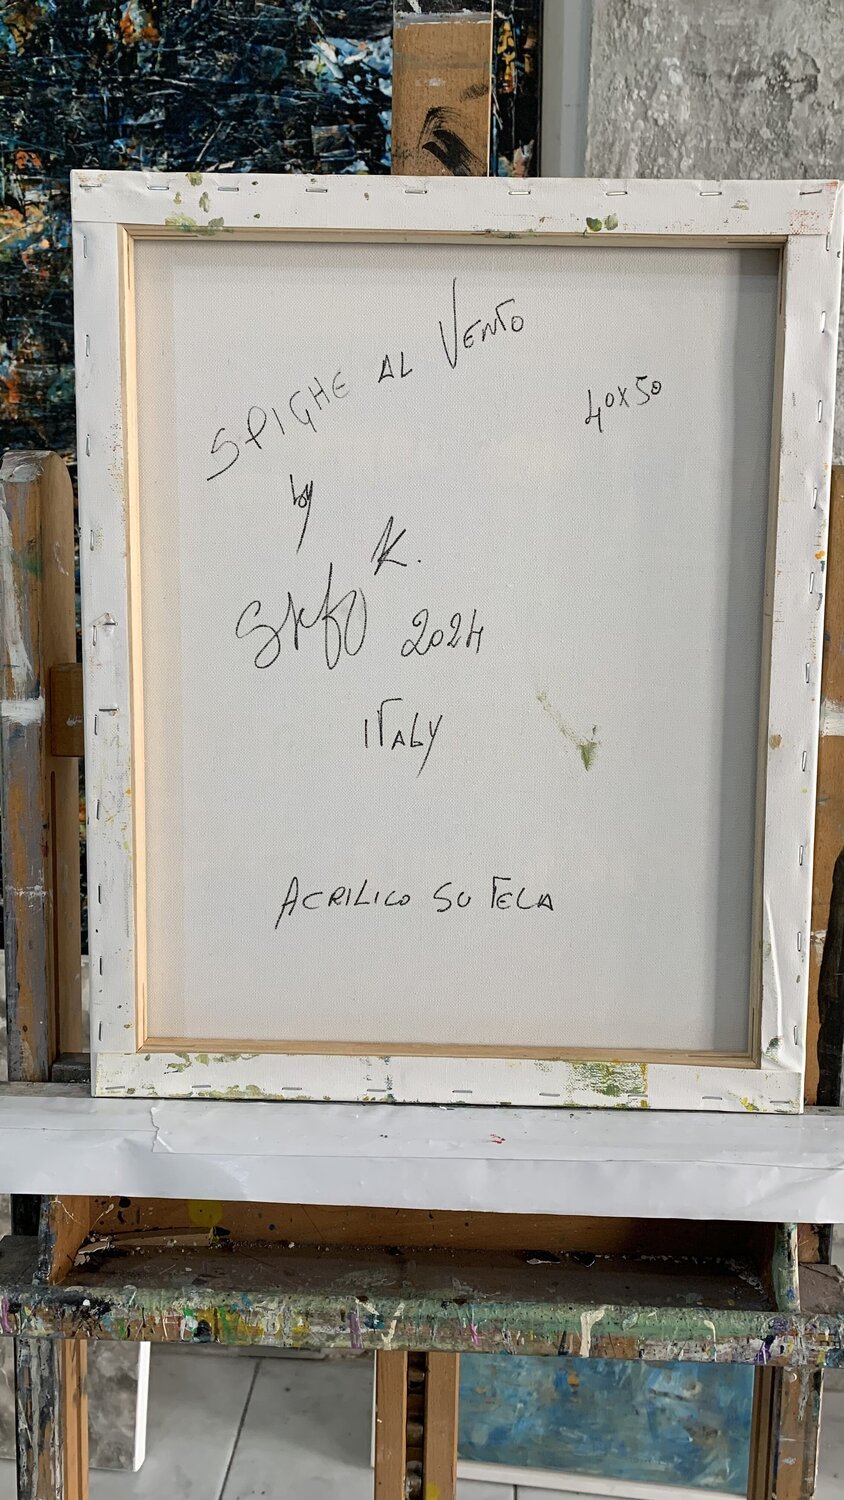 SPIGHE AL VENTO
40x50
by
K.
2024
ITALY
ACRILICO SU TELA